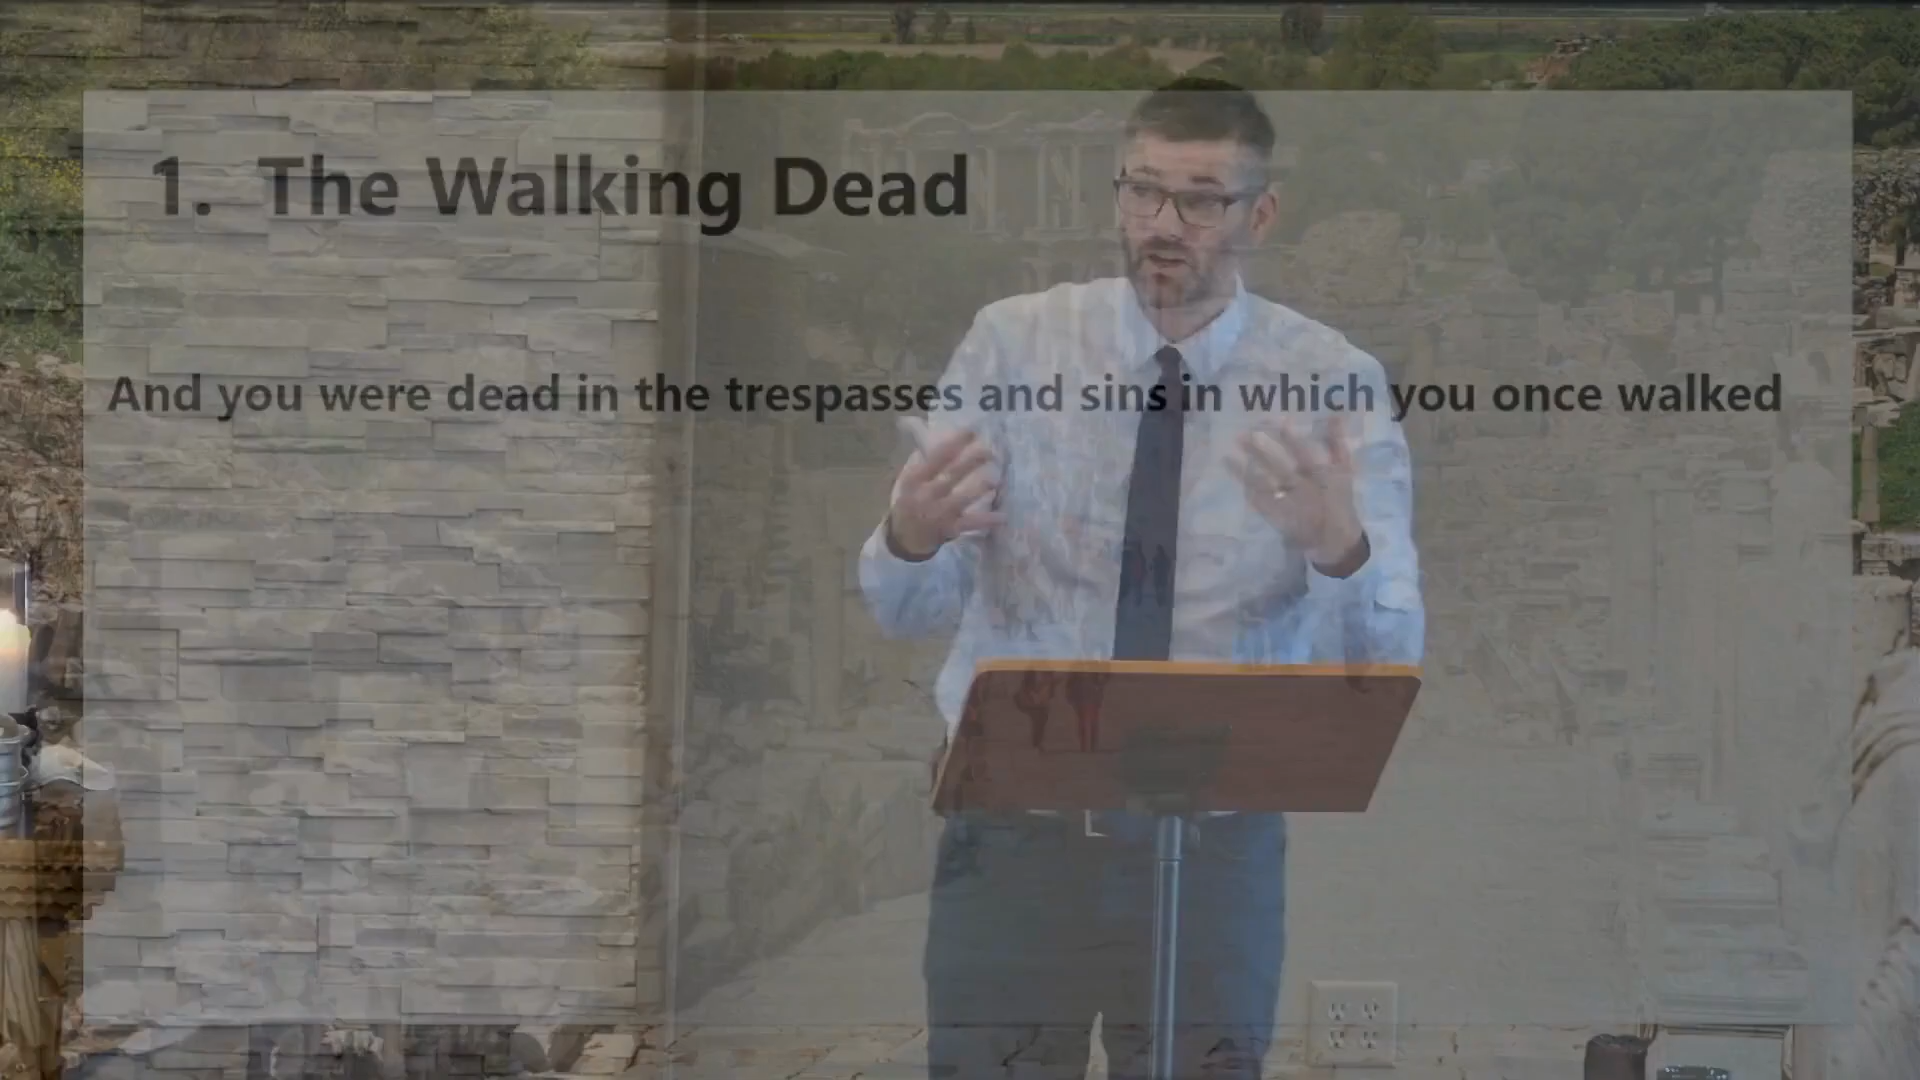 1. The Walking Dead
And you were dead in the trespasses and sins in which you once walked